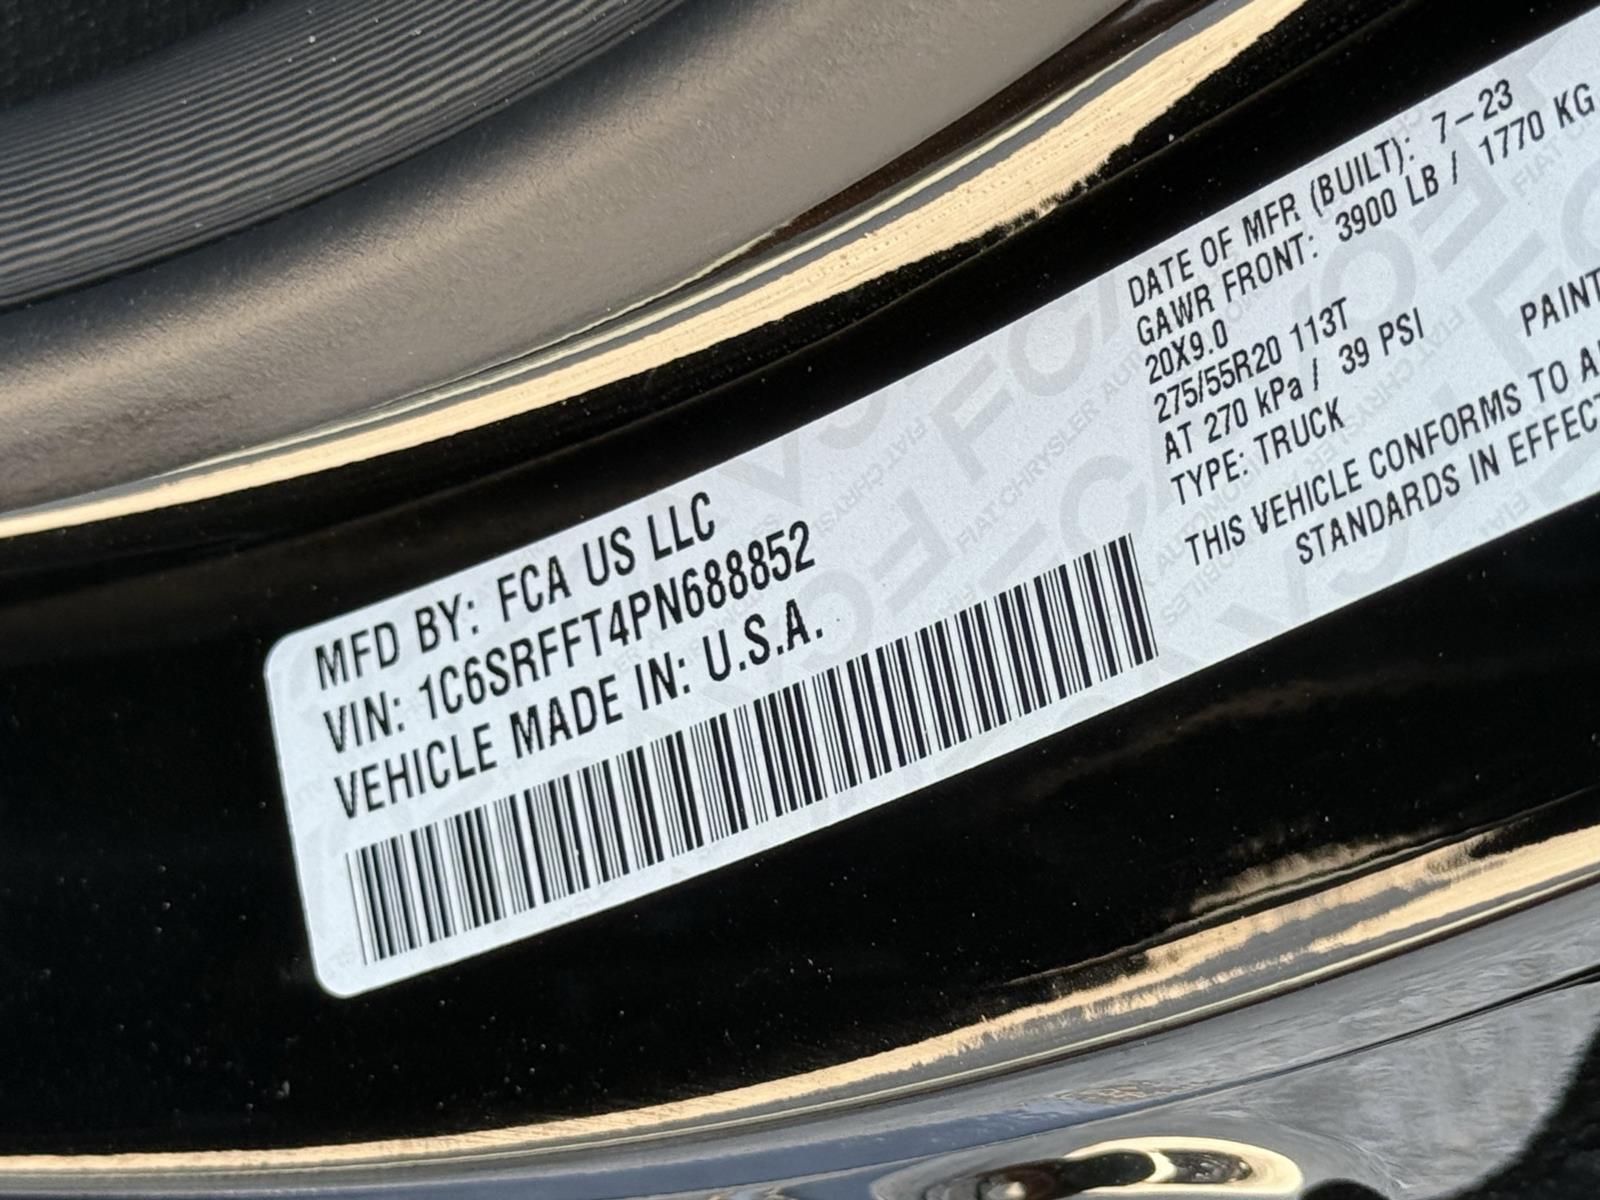 MFD BY: FCA US LLC
VIN: 1C6SRFFT4PN688852
VEHICLE MADE IN: U.S.A.
DATE OF MFR (BUILT): 7-23
GAWR FRONT: 3900 LB / 1770 KG
20X9.0
275/55R20 113T
AT 270 kPa / 39 PSI
TYPE: TRUCK PAINT
THIS VEHICLE CONFORMS TO
STANDARDS IN EFFECT